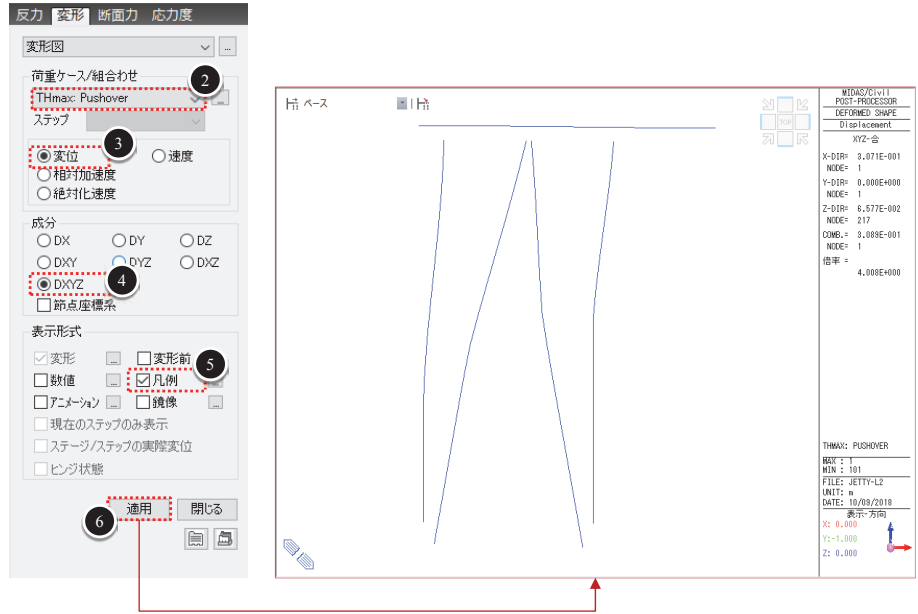 反力 変形 断面力 応力度
変形図
...
荷重ケース/組合わせ
2
THmax: Pushover
...
ステップ
3
変位 速度
相対加速度
絶対化速度
成分
DX DY DZ
DXY DYZ DXZ
4
DXYZ
節点座標系
表示形式
変形 ... 変形前
5
数値 ... 凡例
アニメーション ... 鏡像 ...
現在のステップのみ表示
ステージ/ステップの実際変位
ヒンジ状態
適用 閉じる
6
ベース
TOP
MIDAS/Civil
POST-PROCESSOR
DEFORMED SHAPE
Displacement
XYZ-合
X-DIR= 3.071E-001
NODE= 1
Y-DIR= 0.000E+000
NODE= 1
Z-DIR= 6.577E-002
NODE= 217
COMB.= 3.089E-001
NODE= 1
倍率 =
4.008E+000
THMAX: PUSHOVER
MAX : 1
MIN : 101
FILE: JETTY-L2
UNIT: m
DATE: 10/09/2018
表示-方向
X: 0.000
Y:-1.000
Z: 0.000